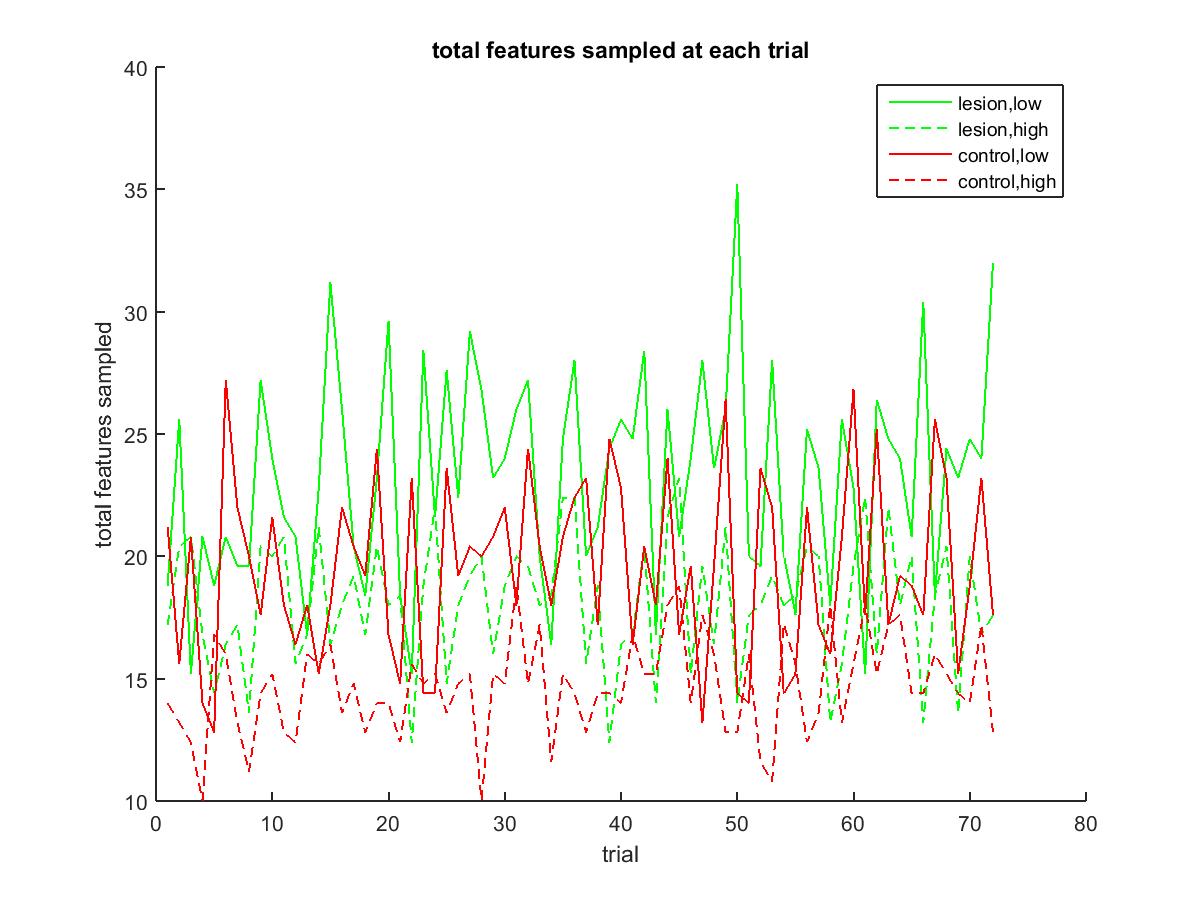 total features sampled at each trial
40
35
30
25
20
15
10
total features sampled
lesion,low
lesion,high
control,low
control,high
0 10 20 30 40 50 60 70 80
trial